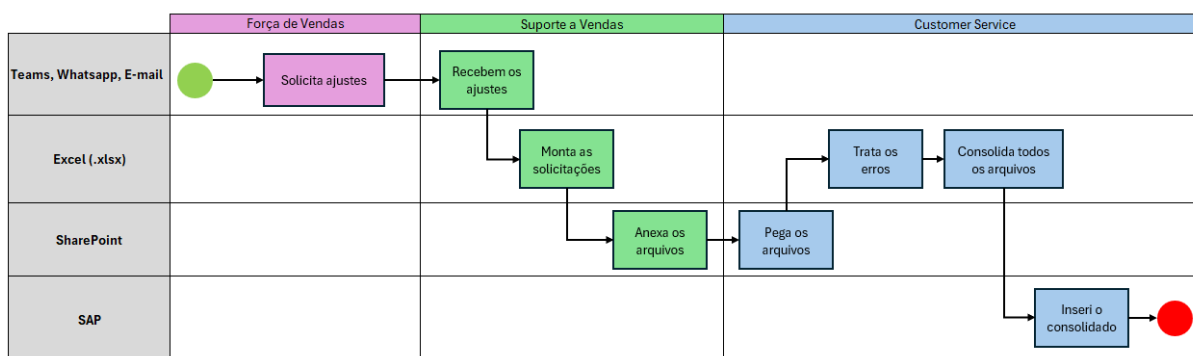 Força de Vendas
Suporte a Vendas
Customer Service
Teams, Whatsapp, E-mail
Solicita ajustes
Recebem os
ajustes
Excel (.xlsx)
Monta as
solicitações
Trata os
erros
Consolida todos
os arquivos
SharePoint
Anexa os
arquivos
Pega os
arquivos
SAP
Inseri o
consolidado